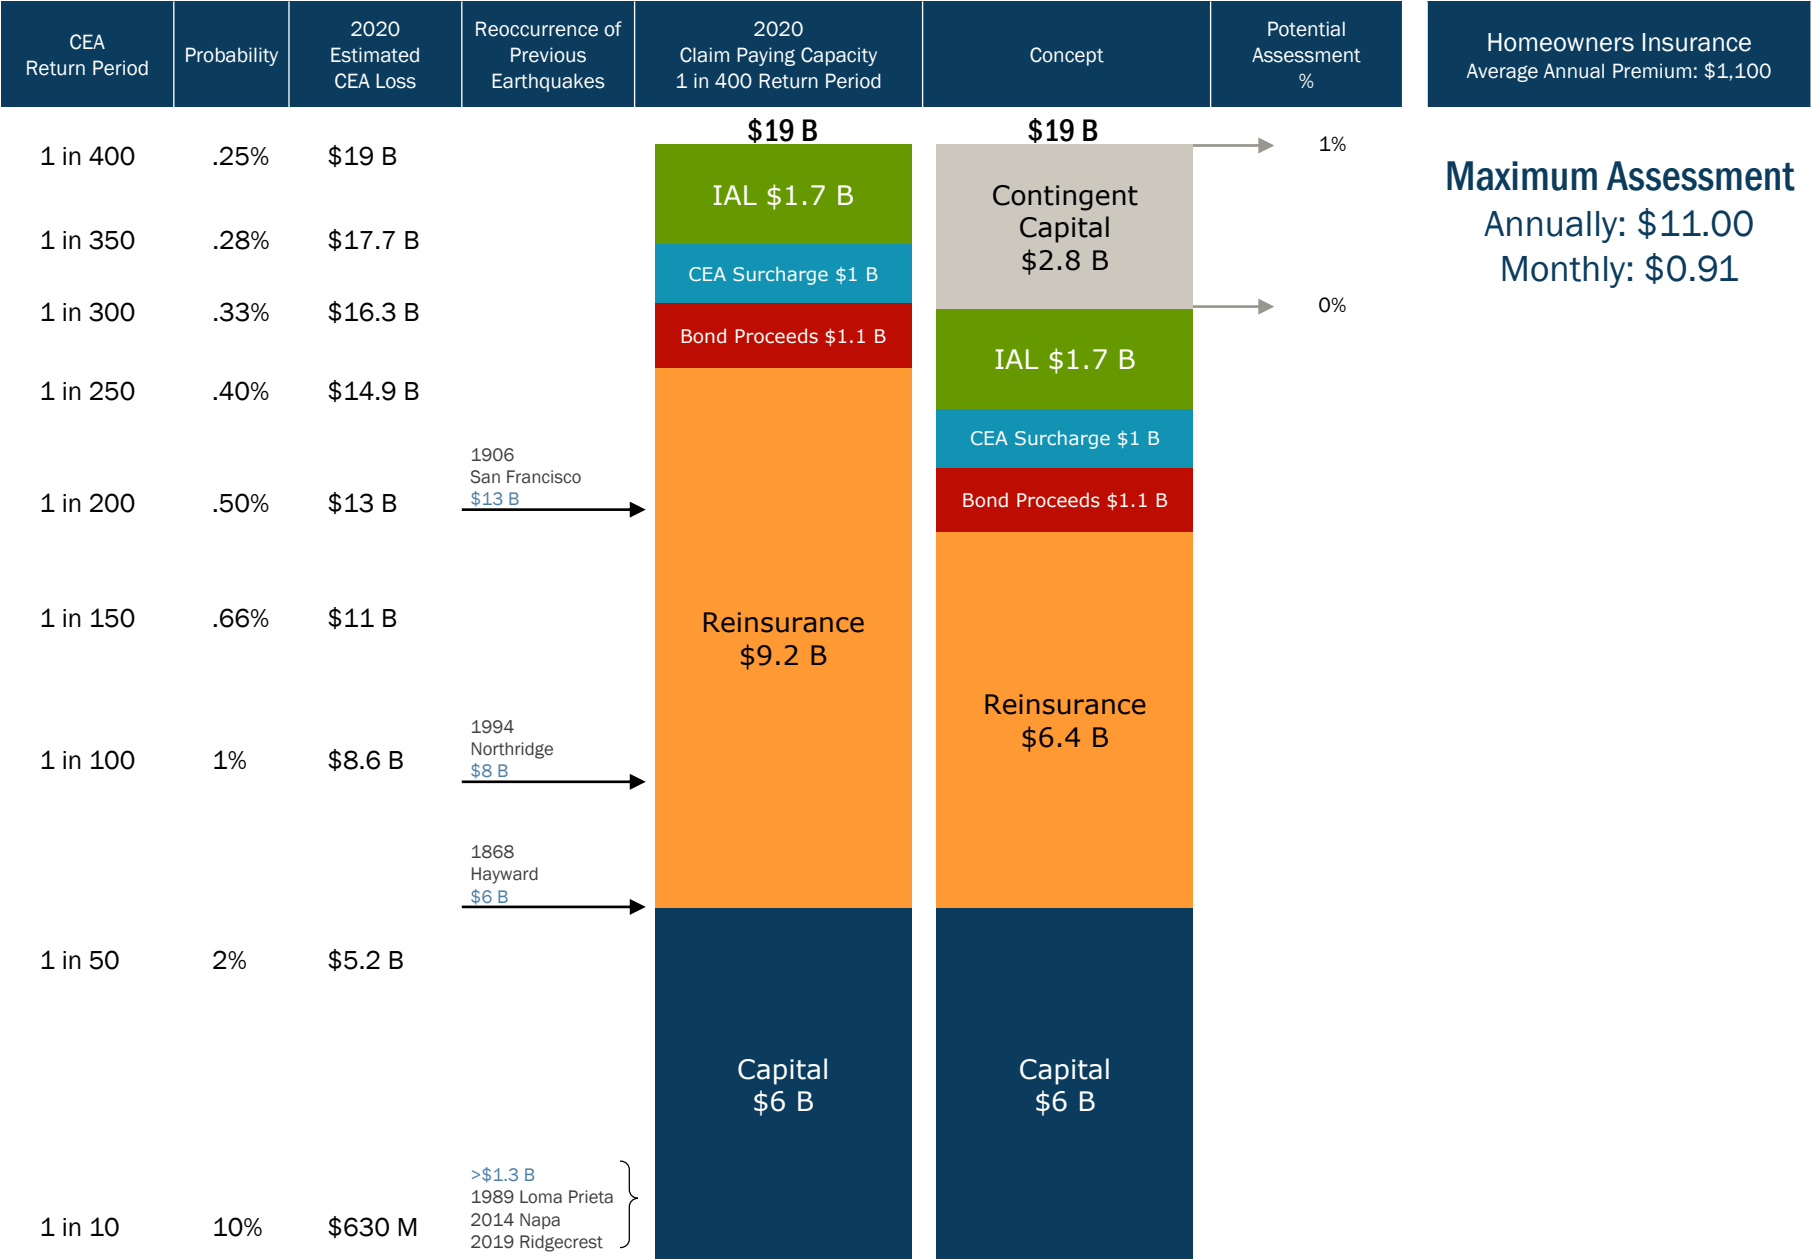 CEA
Return Period
Probability
2020
Estimated
CEA Loss
Reoccurrence of
Previous
Earthquakes
2020
Claim Paying Capacity
1 in 400 Return Period
Concept
Potential
Assessment
%
Homeowners Insurance
Average Annual Premium: $1,100
1 in 400 .25% $19 B
1 in 350 .28% $17.7 B
1 in 300 .33% $16.3 B
1 in 250 .40% $14.9 B
1 in 200 .50% $13 B
1 in 150 .66% $11 B
1 in 100 1% $8.6 B
1 in 50 2% $5.2 B
1 in 10 10% $630 M
1906
San Francisco
$13 B
1994
Northridge
$8 B
1868
Hayward
$6 B
>$1.3 B
1989 Loma Prieta
2014 Napa
2019 Ridgecrest
$19 B
IAL $1.7 B
CEA Surcharge $1 B
Bond Proceeds $1.1 B
Reinsurance
$9.2 B
Capital
$6 B
$19 B
Contingent
Capital
$2.8 B
IAL $1.7 B
CEA Surcharge $1 B
Bond Proceeds $1.1 B
Reinsurance
$6.4 B
Capital
$6 B
1%
0%
Maximum Assessment
Annually: $11.00
Monthly: $0.91